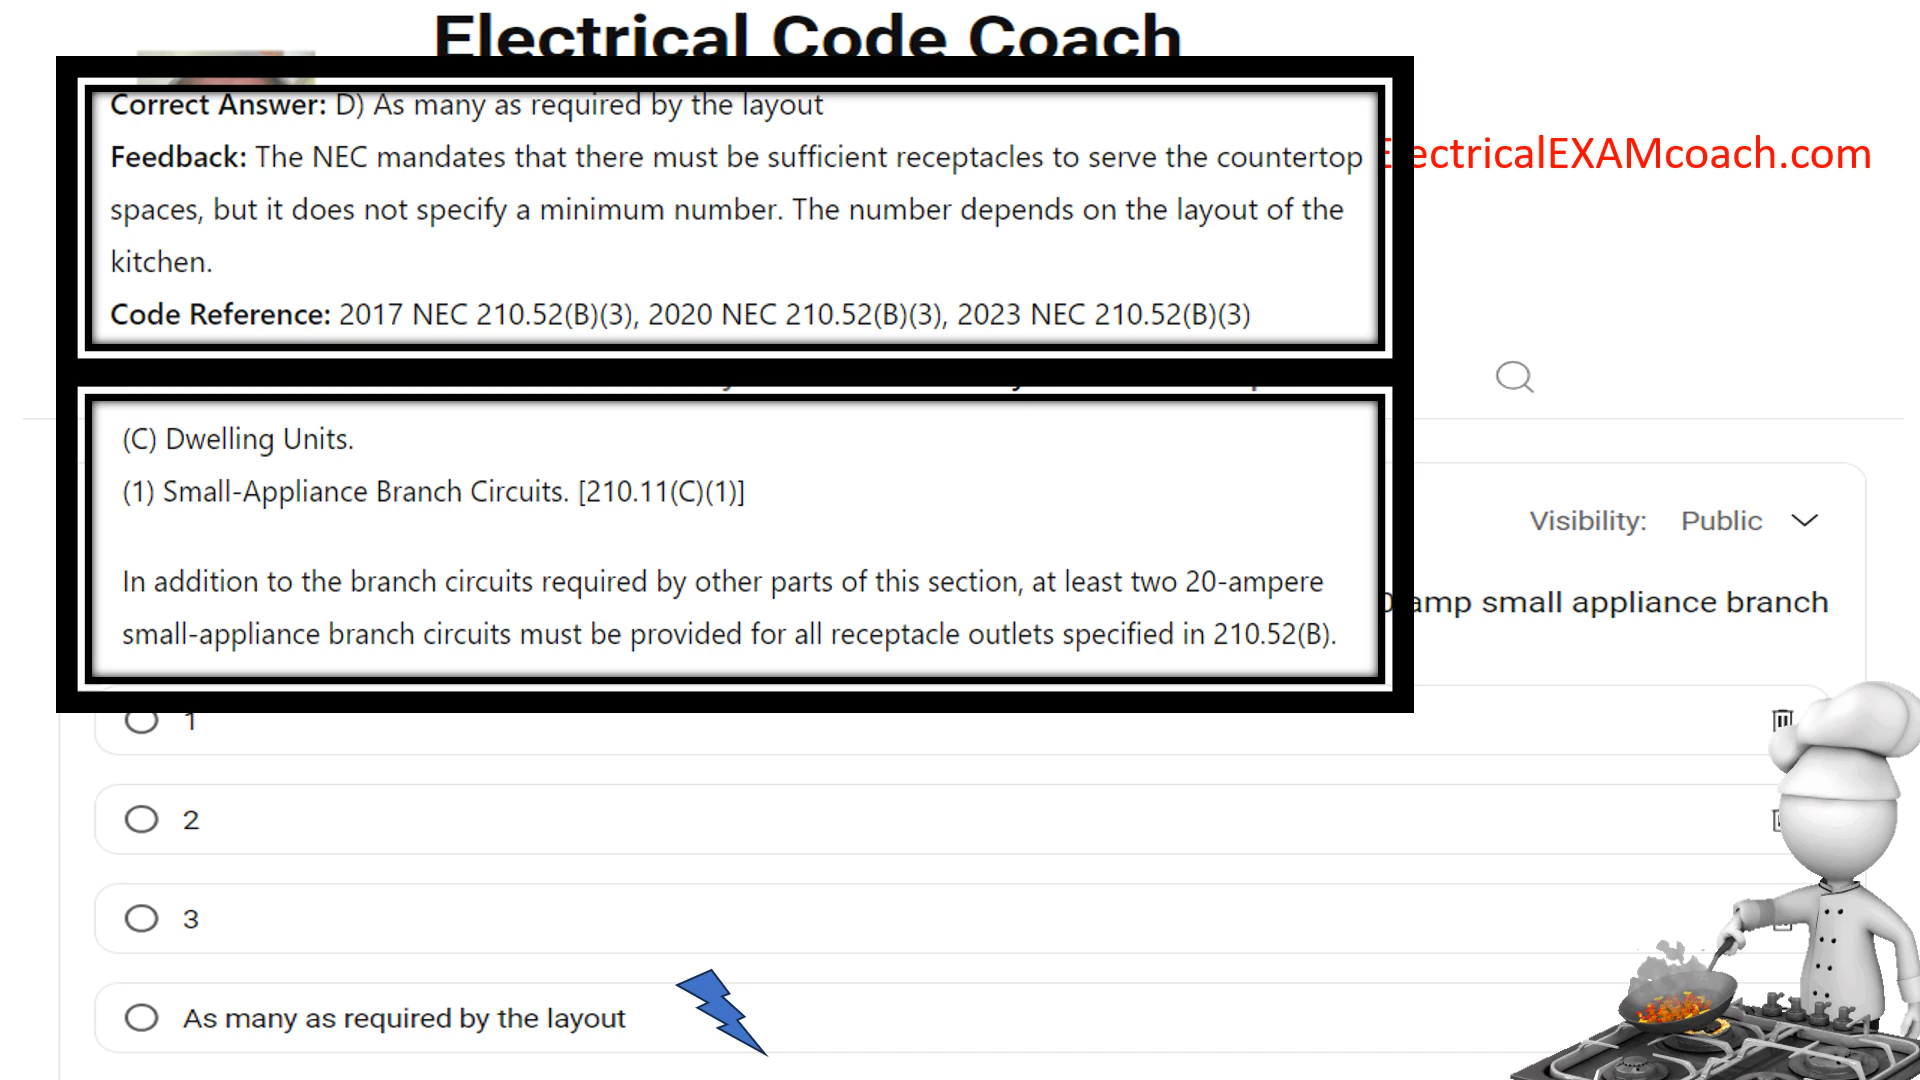 Electrical Code Coach
Correct Answer: D) As many as required by the layout
Feedback: The NEC mandates that there must be sufficient receptacles to serve the countertop
spaces, but it does not specify a minimum number. The number depends on the layout of the
kitchen.
Code Reference: 2017 NEC 210.52(B)(3), 2020 NEC 210.52(B)(3), 2023 NEC 210.52(B)(3)
ElectricalEXAMcoach.com
(C) Dwelling Units.
(1) Small-Appliance Branch Circuits. [210.11(C)(1)]
In addition to the branch circuits required by other parts of this section, at least two 20-ampere
small-appliance branch circuits must be provided for all receptacle outlets specified in 210.52(B).
Visibility: Public
amp small appliance branch
1
2
3
As many as required by the layout